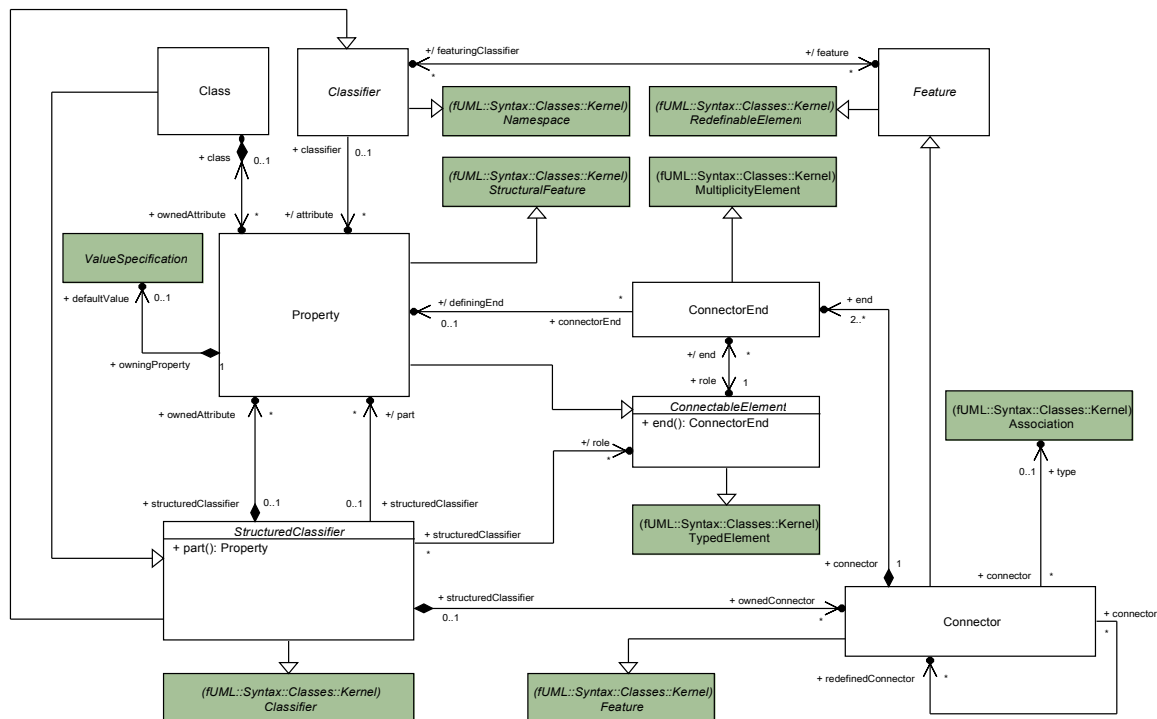 +/ featuringClassifier
+/ feature
*
*
Class
Classifier
Feature
(fUML::Syntax::Classes::Kernel)
Namespace
(fUML::Syntax::Classes::Kernel)
RedefinableElement
+ class
0..1
+ classifier
0..1
(fUML::Syntax::Classes::Kernel)
StructuralFeature
(fUML::Syntax::Classes::Kernel)
MultiplicityElement
+ ownedAttribute
*
+/ attribute
*
ValueSpecification
+ defaultValue
0..1
Property
+/ definingEnd
0..1
*
+ connectorEnd
ConnectorEnd
+ end
2..*
+ owningProperty
1
+/ end
*
+ role
1
+ ownedAttribute
*
*
+/ part
ConnectableElement
+ end(): ConnectorEnd
(fUML::Syntax::Classes::Kernel)
Association
+/ role
*
0..1
+ type
+ structuredClassifier
0..1
0..1
+ structuredClassifier
StructuredClassifier
+ part(): Property
+ structuredClassifier
*
(fUML::Syntax::Classes::Kernel)
TypedElement
+ connector
1
+ connector
*
+ structuredClassifier
0..1
+ ownedConnector
*
Connector
+ connector
*
+ redefinedConnector
*
(fUML::Syntax::Classes::Kernel)
Classifier
(fUML::Syntax::Classes::Kernel)
Feature